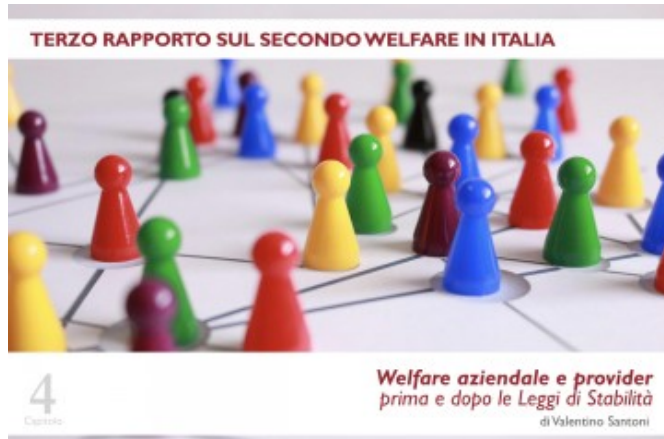 TERZO RAPPORTO SUL SECONDO WELFARE IN ITALIA
4
Capitolo
Welfare aziendale e provider
prima e dopo le Leggi di Stabilità
di Valentino Santoni